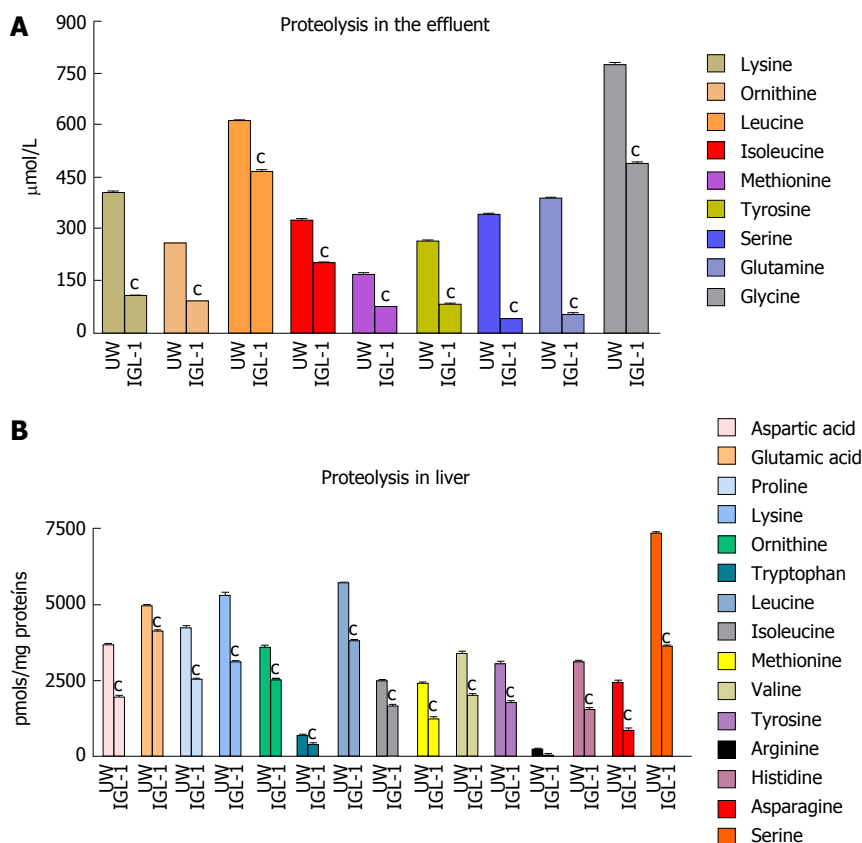 A
Proteolysis in the effluent
900
750
600
450
300
150
0
μmol/L
c
c
c
c
c
c
c
c
c
UW
IGL-1
UW
IGL-1
UW
IGL-1
UW
IGL-1
UW
IGL-1
UW
IGL-1
UW
IGL-1
UW
IGL-1
UW
IGL-1
Lysine
Ornithine
Leucine
Isoleucine
Methionine
Tyrosine
Serine
Glutamine
Glycine
B
Proteolysis in liver
7500
5000
2500
0
pmols/mg proteíns
c
c
c
c
c
c
c
c
c
c
c
c
c
c
UW
IGL-1
UW
IGL-1
UW
IGL-1
UW
IGL-1
UW
IGL-1
UW
IGL-1
UW
IGL-1
UW
IGL-1
UW
IGL-1
UW
IGL-1
UW
IGL-1
UW
IGL-1
UW
IGL-1
UW
IGL-1
UW
IGL-1
Aspartic acid
Glutamic acid
Proline
Lysine
Ornithine
Tryptophan
Leucine
Isoleucine
Methionine
Valine
Tyrosine
Arginine
Histidine
Asparagine
Serine